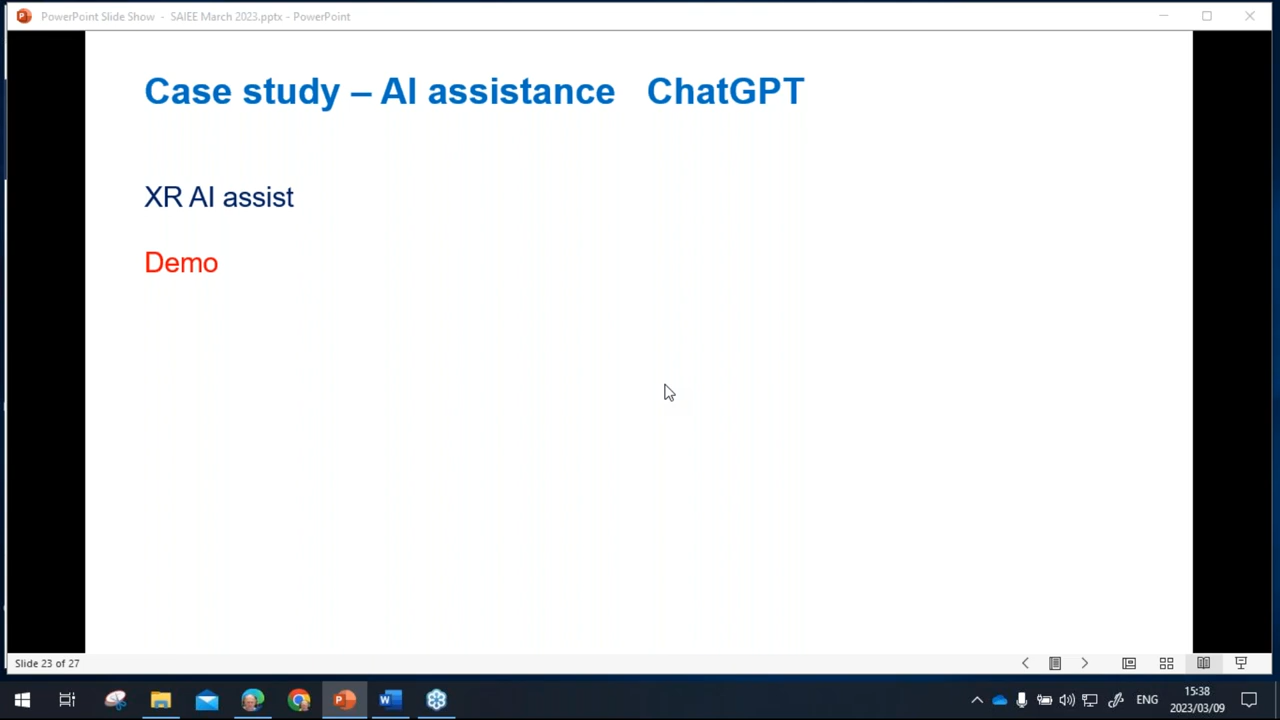 PowerPoint Slide Show - SAIEE March 2023.pptx - PowerPoint
Case study – AI assistance ChatGPT
XR AI assist
Demo
Slide 23 of 27
ENG
15:38
2023/03/09